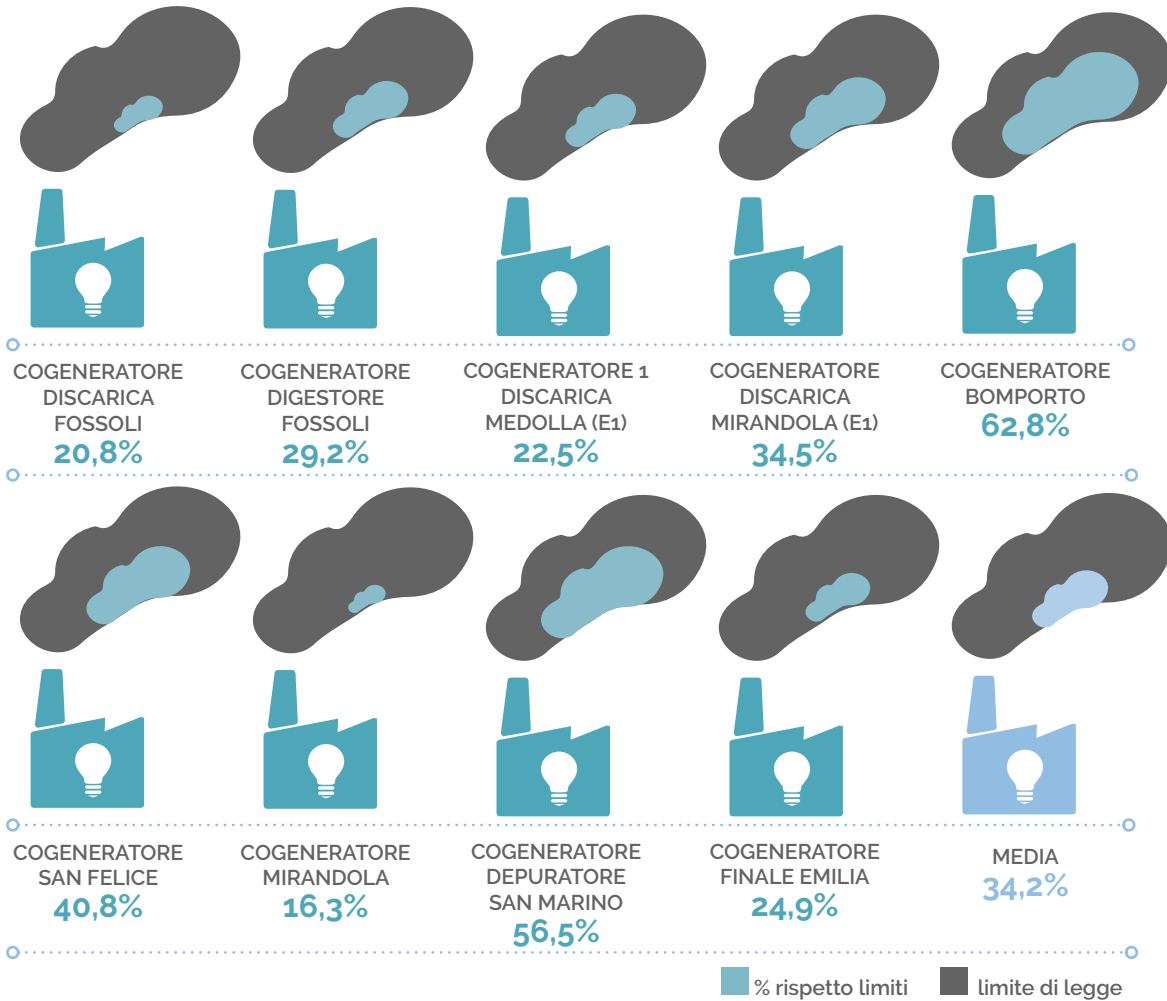 COGENERATORE
DISCARICA
FOSSOLI
20,8%
COGENERATORE
DIGESTORE
FOSSOLI
29,2%
COGENERATORE 1
DISCARICA
MEDOLLA (E1)
22,5%
COGENERATORE
DISCARICA
MIRANDOLA (E1)
34,5%
COGENERATORE
BOMPORTO
62,8%
COGENERATORE
SAN FELICE
40,8%
COGENERATORE
MIRANDOLA
16,3%
COGENERATORE
DEPURATORE
SAN MARINO
56,5%
COGENERATORE
FINALE EMILIA
24,9%
MEDIA
34,2%
% rispetto limiti
limite di legge